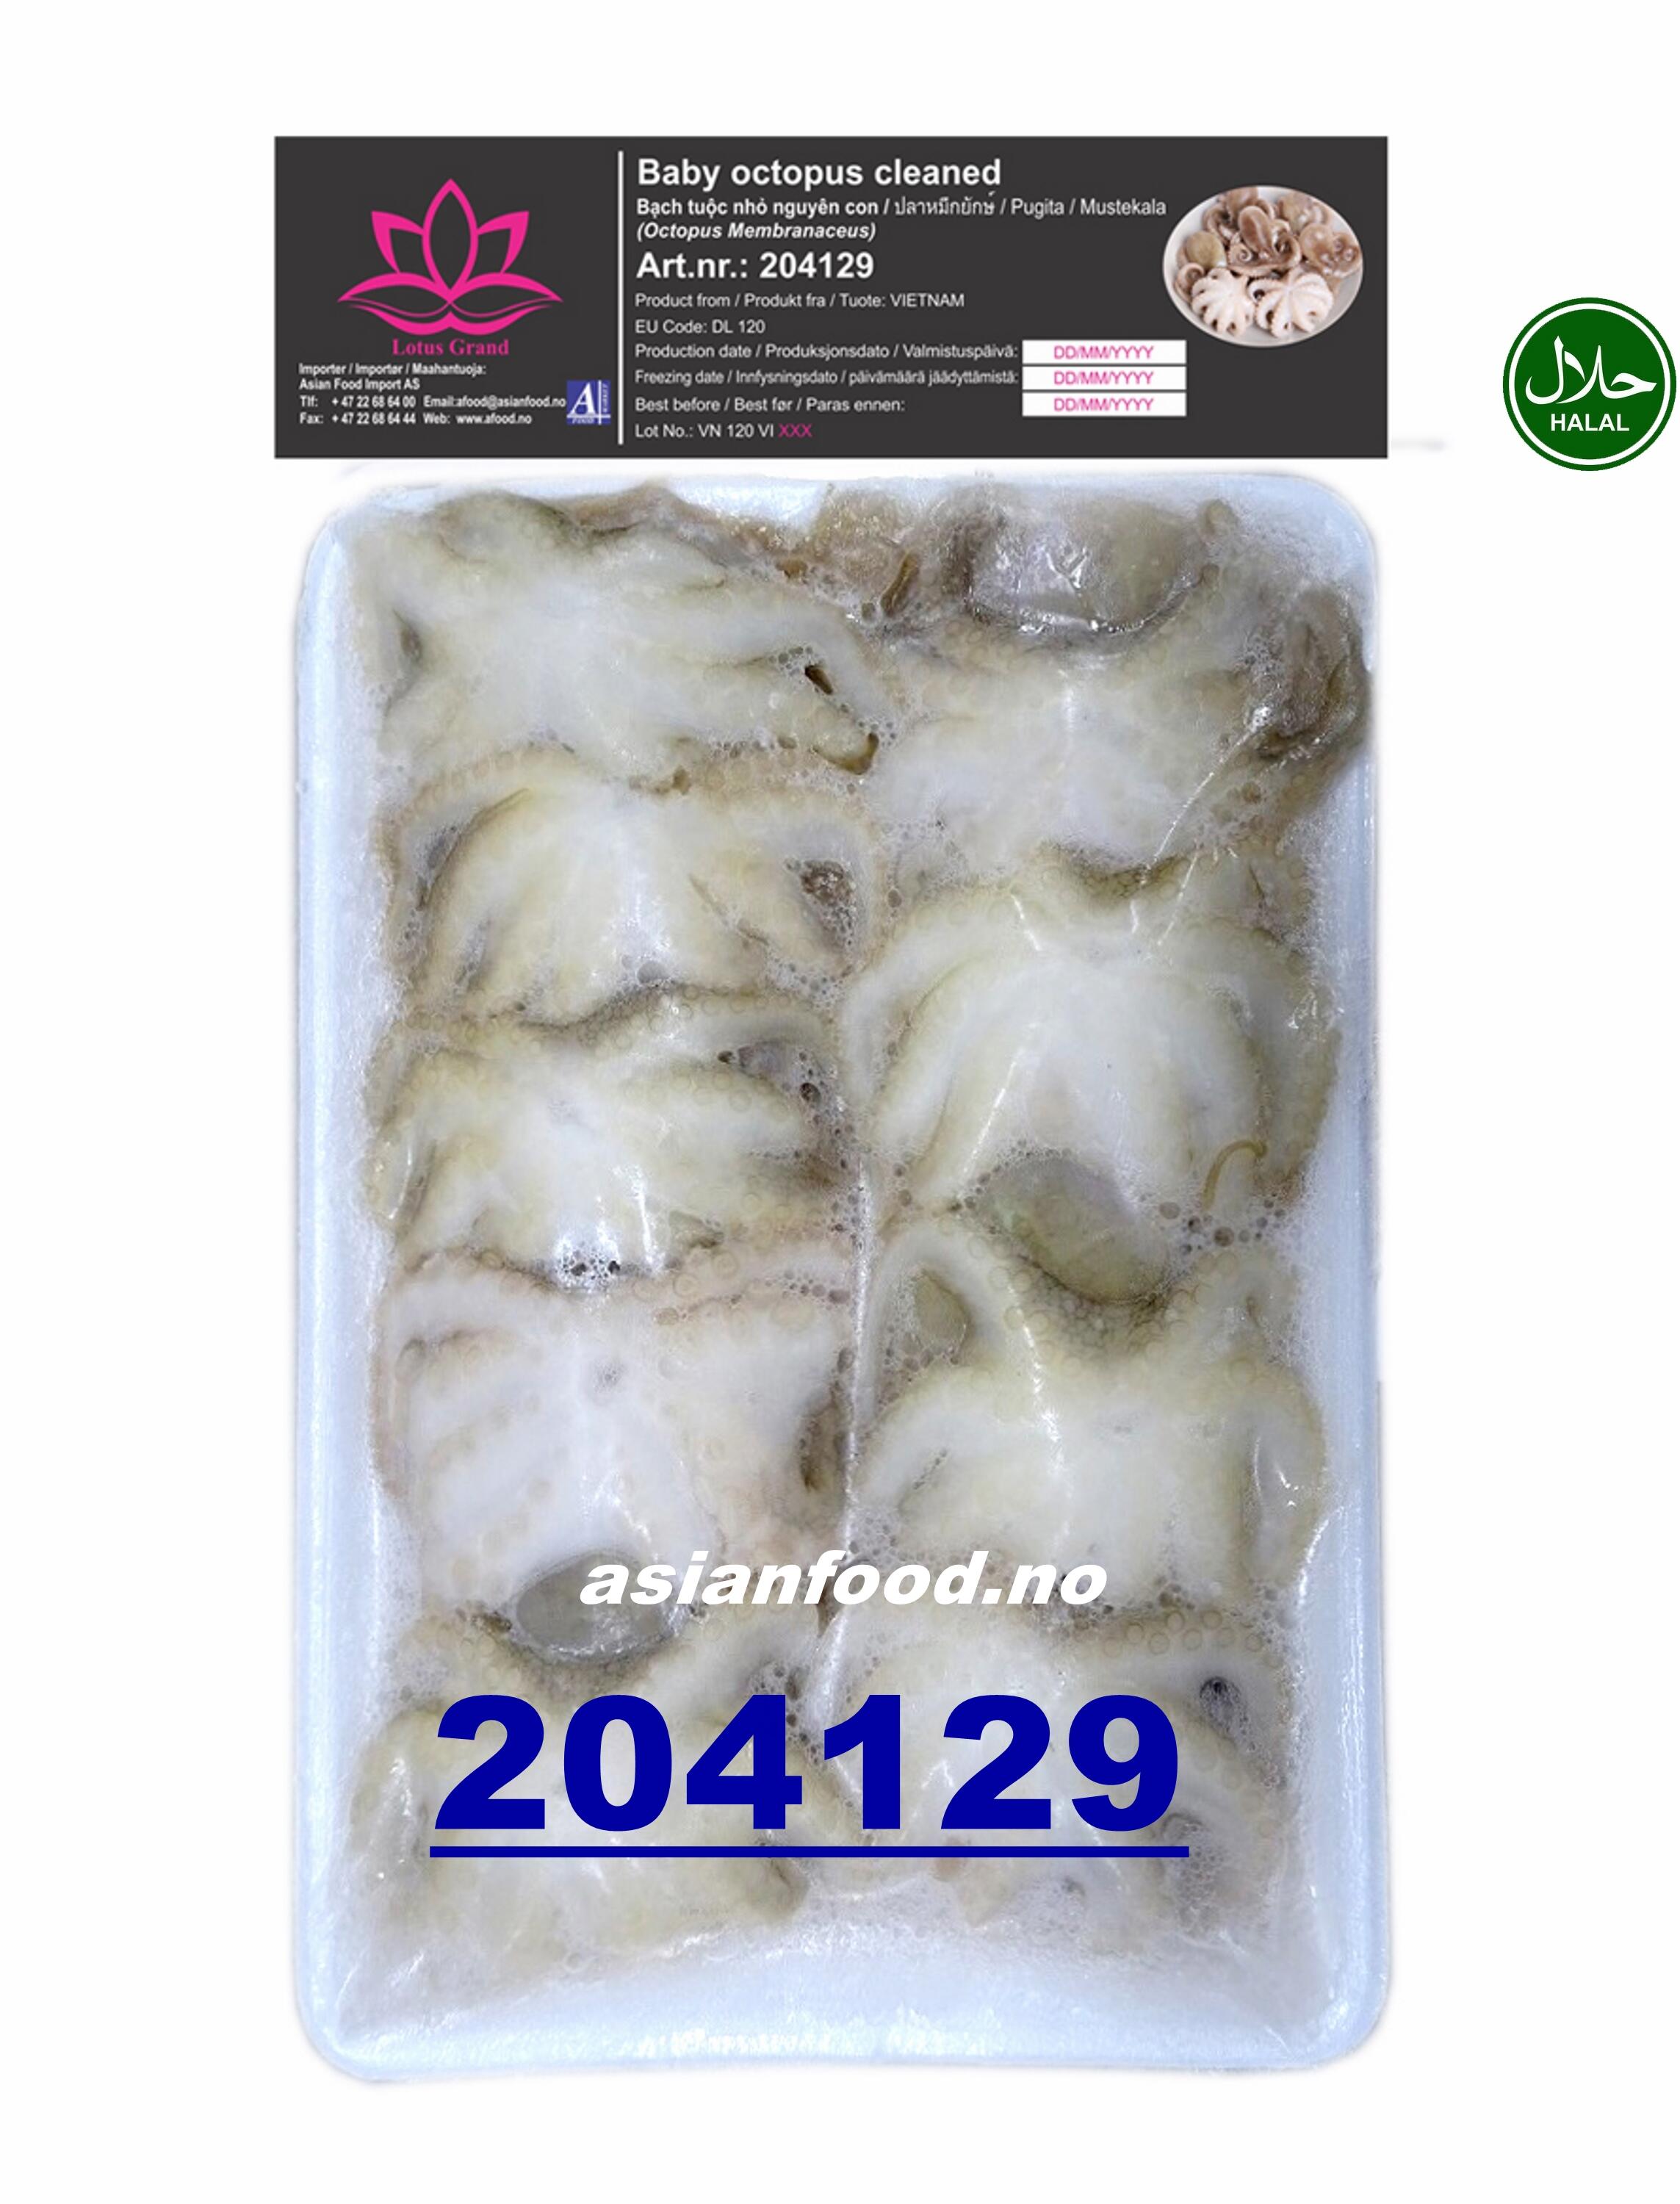 Baby octopus cleaned
Bạch tuộc nhỏ nguyên con / ปลาหมึกยักษ์ / Pugita / Mustekala
(Octopus Membranaceus)
Art.nr.: 204129
Product from / Produkt fra / Tuote: VIETNAM
EU Code: DL 120
Production date / Produksjonsdato / Valmistuspäivä: DD/MM/YYYY
Freezing date / Innfysningsdato / päivämäärä jäädyttämistä: DD/MM/YYYY
Best before / Best før / Paras ennen: DD/MM/YYYY
Lot No.: VN 120 VI XXX
Lotus Grand
Importer / Importør / Maahantuoja:
Asian Food Import AS
Tlf: + 47 22 68 64 00 Email:afood@asianfood.no
Fax: + 47 22 68 64 44 Web: www.afood.no
حلال
HALAL
asianfood.no
204129